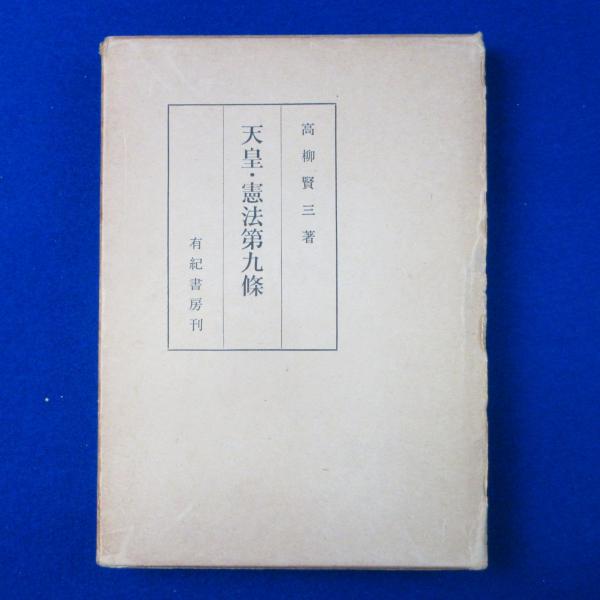 高柳賢三著
天皇・憲法第九條
有紀書房刊